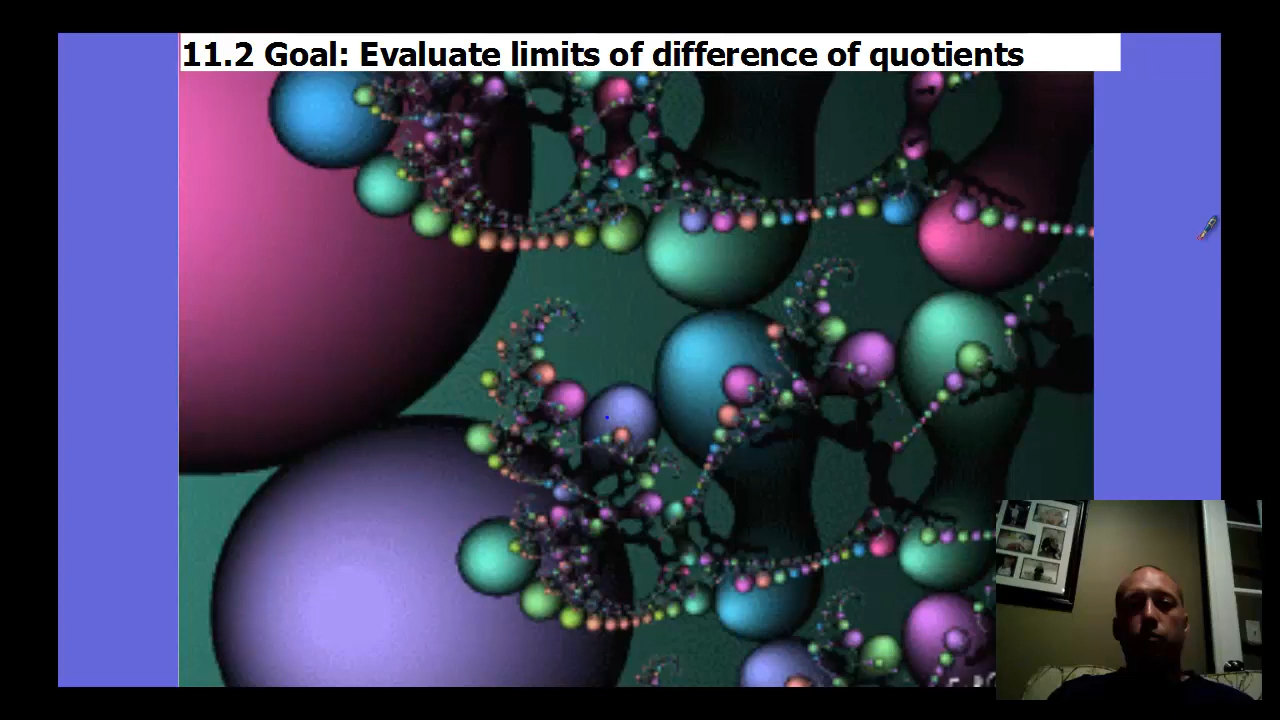 11.2 Goal: Evaluate limits of difference of quotients